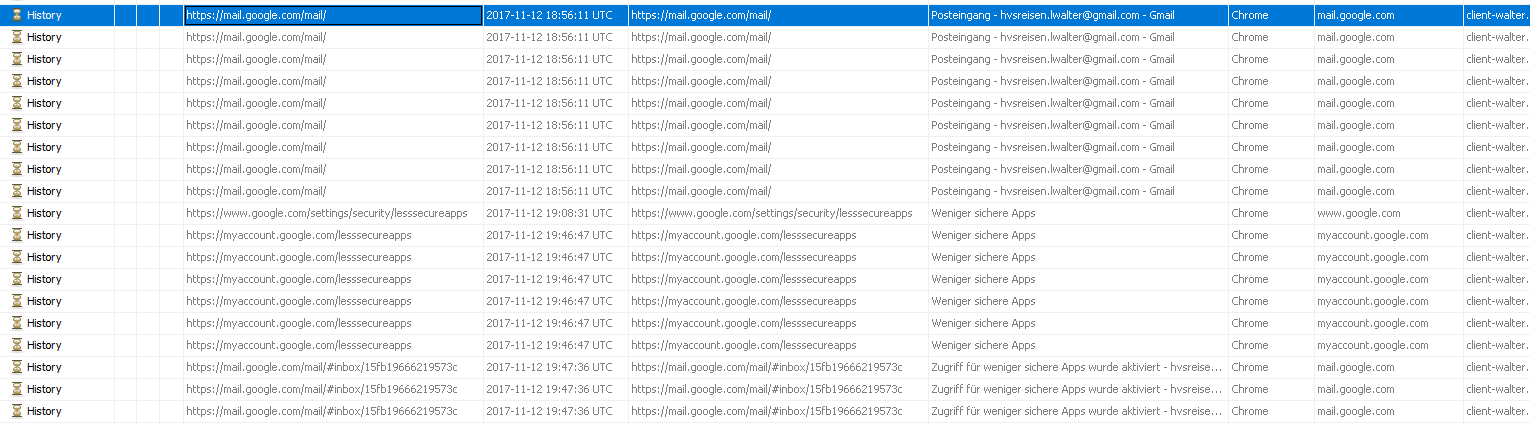 History https://mail.google.com/mail/ 2017-11-12 18:56:11 UTC https://mail.google.com/mail/ Posteingang - hvsreisen.lwalter@gmail.com - Gmail Chrome mail.google.com client-walter.
History https://mail.google.com/mail/ 2017-11-12 18:56:11 UTC https://mail.google.com/mail/ Posteingang - hvsreisen.lwalter@gmail.com - Gmail Chrome mail.google.com client-walter.
History https://mail.google.com/mail/ 2017-11-12 18:56:11 UTC https://mail.google.com/mail/ Posteingang - hvsreisen.lwalter@gmail.com - Gmail Chrome mail.google.com client-walter.
History https://mail.google.com/mail/ 2017-11-12 18:56:11 UTC https://mail.google.com/mail/ Posteingang - hvsreisen.lwalter@gmail.com - Gmail Chrome mail.google.com client-walter.
History https://mail.google.com/mail/ 2017-11-12 18:56:11 UTC https://mail.google.com/mail/ Posteingang - hvsreisen.lwalter@gmail.com - Gmail Chrome mail.google.com client-walter.
History https://mail.google.com/mail/ 2017-11-12 18:56:11 UTC https://mail.google.com/mail/ Posteingang - hvsreisen.lwalter@gmail.com - Gmail Chrome mail.google.com client-walter.
History https://mail.google.com/mail/ 2017-11-12 18:56:11 UTC https://mail.google.com/mail/ Posteingang - hvsreisen.lwalter@gmail.com - Gmail Chrome mail.google.com client-walter.
History https://mail.google.com/mail/ 2017-11-12 18:56:11 UTC https://mail.google.com/mail/ Posteingang - hvsreisen.lwalter@gmail.com - Gmail Chrome mail.google.com client-walter.
History https://mail.google.com/mail/ 2017-11-12 18:56:11 UTC https://mail.google.com/mail/ Posteingang - hvsreisen.lwalter@gmail.com - Gmail Chrome mail.google.com client-walter.
History https://www.google.com/settings/security/lesssecureapps 2017-11-12 19:08:31 UTC https://www.google.com/settings/security/lesssecureapps Weniger sichere Apps Chrome www.google.com client-walter.
History https://myaccount.google.com/lesssecureapps 2017-11-12 19:46:47 UTC https://myaccount.google.com/lesssecureapps Weniger sichere Apps Chrome myaccount.google.com client-walter.
History https://myaccount.google.com/lesssecureapps 2017-11-12 19:46:47 UTC https://myaccount.google.com/lesssecureapps Weniger sichere Apps Chrome myaccount.google.com client-walter.
History https://myaccount.google.com/lesssecureapps 2017-11-12 19:46:47 UTC https://myaccount.google.com/lesssecureapps Weniger sichere Apps Chrome myaccount.google.com client-walter.
History https://myaccount.google.com/lesssecureapps 2017-11-12 19:46:47 UTC https://myaccount.google.com/lesssecureapps Weniger sichere Apps Chrome myaccount.google.com client-walter.
History https://myaccount.google.com/lesssecureapps 2017-11-12 19:46:47 UTC https://myaccount.google.com/lesssecureapps Weniger sichere Apps Chrome myaccount.google.com client-walter.
History https://myaccount.google.com/lesssecureapps 2017-11-12 19:46:47 UTC https://myaccount.google.com/lesssecureapps Weniger sichere Apps Chrome myaccount.google.com client-walter.
History https://mail.google.com/mail/#inbox/15fb19666219573c 2017-11-12 19:47:36 UTC https://mail.google.com/mail/#inbox/15fb19666219573c Zugriff für weniger sichere Apps wurde aktiviert - hvsreise... Chrome mail.google.com client-walter.
History https://mail.google.com/mail/#inbox/15fb19666219573c 2017-11-12 19:47:36 UTC https://mail.google.com/mail/#inbox/15fb19666219573c Zugriff für weniger sichere Apps wurde aktiviert - hvsreise... Chrome mail.google.com client-walter.
History https://mail.google.com/mail/#inbox/15fb19666219573c 2017-11-12 19:47:36 UTC https://mail.google.com/mail/#inbox/15fb19666219573c Zugriff für weniger sichere Apps wurde aktiviert - hvsreise... Chrome mail.google.com client-walter.